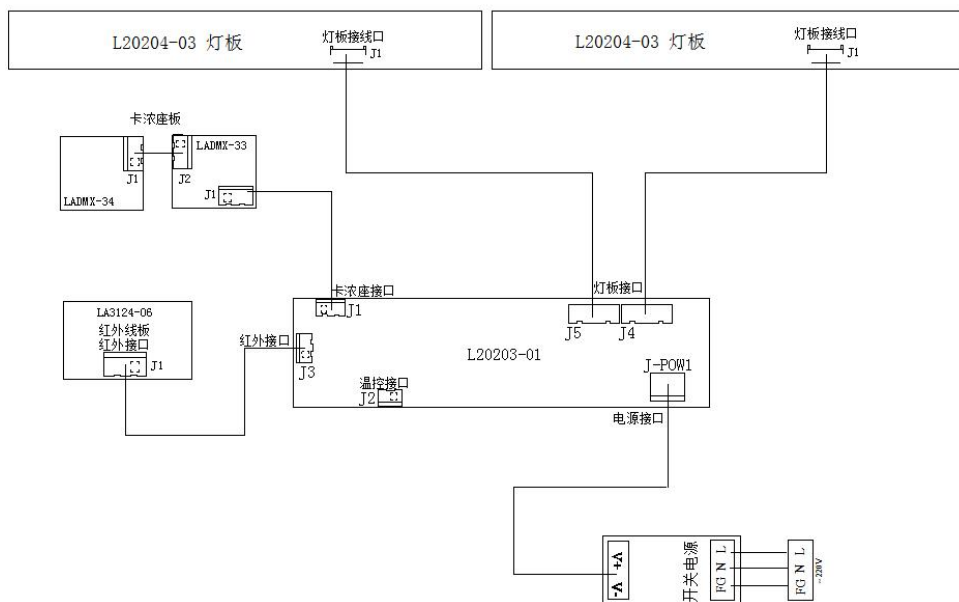 L20204-03 灯板
灯板接线口
J1
L20204-03 灯板
灯板接线口
J1
卡浓座板
LADMX-34
J1
LADMX-33
J2
J1
卡浓座接口
J1
灯板接口
J5
J4
LA3124-06
红外线板
红外接口
J1
红外接口
J3
L20203-01
温控接口
J2
J-POW1
电源接口
V- V+
开关电源
FG N L
FG N L
~220V